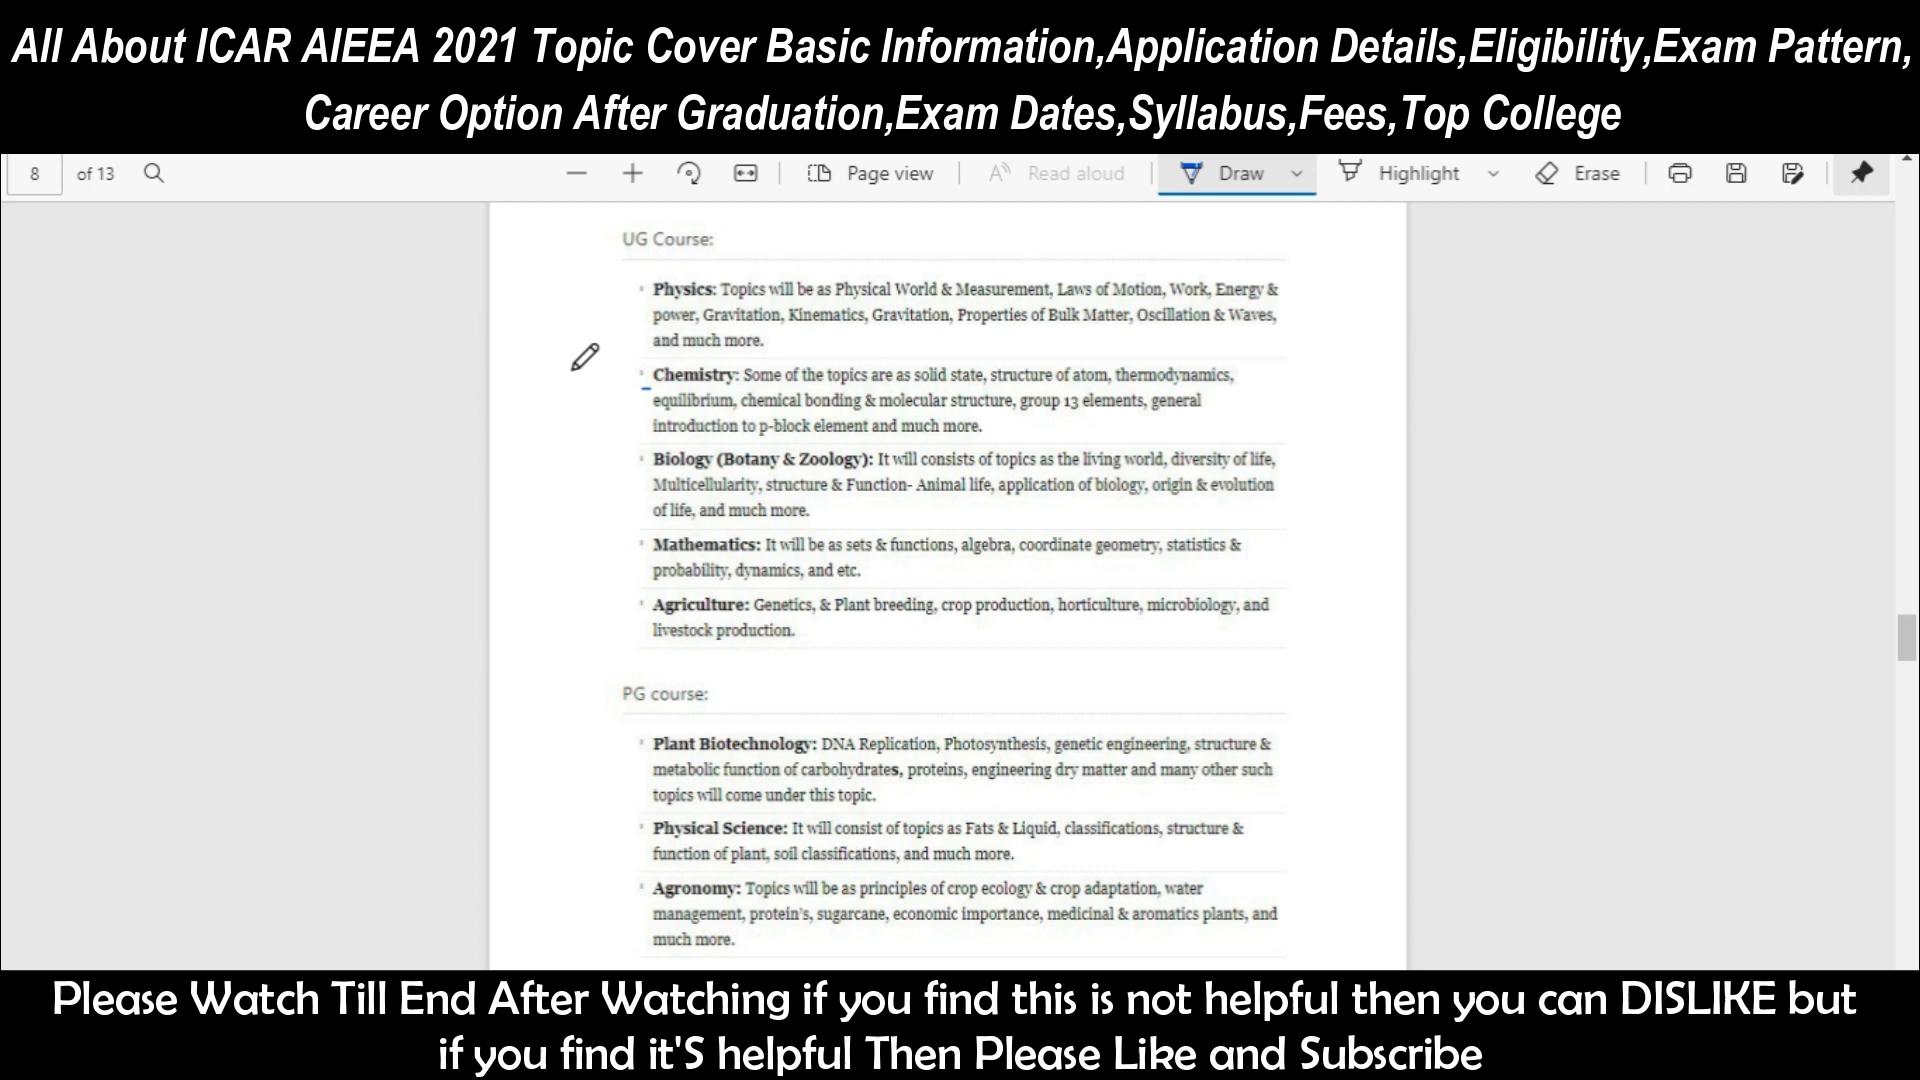 All About ICAR AIEEA 2021 Topic Cover Basic Information,Application Details,Eligibility,Exam Pattern,
Career Option After Graduation,Exam Dates,Syllabus,Fees,Top College
8 of 13 Page view Read aloud Draw Highlight Erase
UG Course:
Physics: Topics will be as Physical World & Measurement, Laws of Motion, Work, Energy &
power, Gravitation, Kinematics, Gravitation, Properties of Bulk Matter, Oscillation & Waves,
and much more.
Chemistry: Some of the topics are as solid state, structure of atom, thermodynamics,
equilibrium, chemical bonding & molecular structure, group 13 elements, general
introduction to p-block element and much more.
Biology (Botany & Zoology): It will consists of topics as the living world, diversity of life,
Multicellularity, structure & Function- Animal life, application of biology, origin & evolution
of life, and much more.
Mathematics: It will be as sets & functions, algebra, coordinate geometry, statistics &
probability, dynamics, and etc.
Agriculture: Genetics, & Plant breeding, crop production, horticulture, microbiology, and
livestock production.
PG course:
Plant Biotechnology: DNA Replication, Photosynthesis, genetic engineering, structure &
metabolic function of carbohydrates, proteins, engineering dry matter and many other such
topics will come under this topic.
Physical Science: It will consist of topics as Fats & Liquid, classifications, structure &
function of plant, soil classifications, and much more.
Agronomy: Topics will be as principles of crop ecology & crop adaptation, water
management, protein's, sugarcane, economic importance, medicinal & aromatics plants, and
much more.
Please Watch Till End After Watching if you find this is not helpful then you can DISLIKE but
if you find it'S helpful Then Please Like and Subscribe